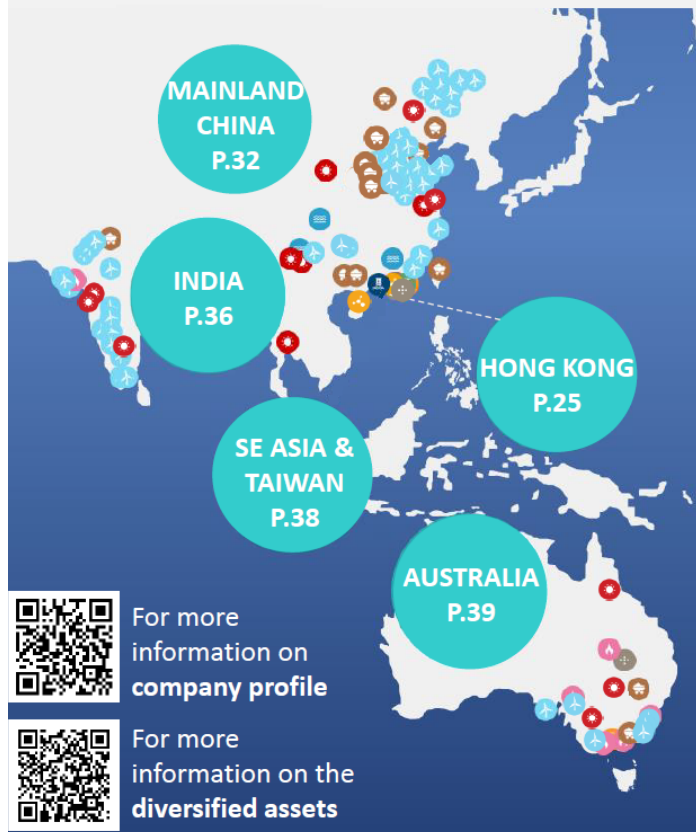 MAINLAND
CHINA
P.32
INDIA
P.36
HONG KONG
P.25
SE ASIA &
TAIWAN
P.38
AUSTRALIA
P.39
For more
information on
company profile
For more
information on the
diversified assets